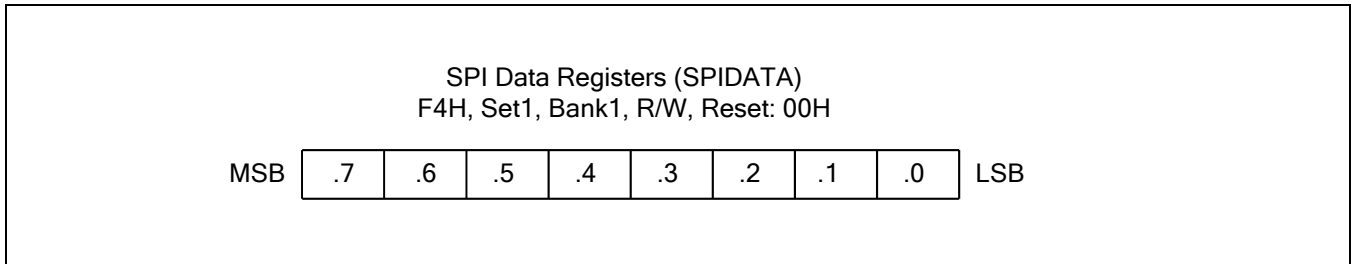 SPI Data Registers (SPIDATA)
F4H, Set1, Bank1, R/W, Reset: 00H
MSB .7 .6 .5 .4 .3 .2 .1 .0 LSB